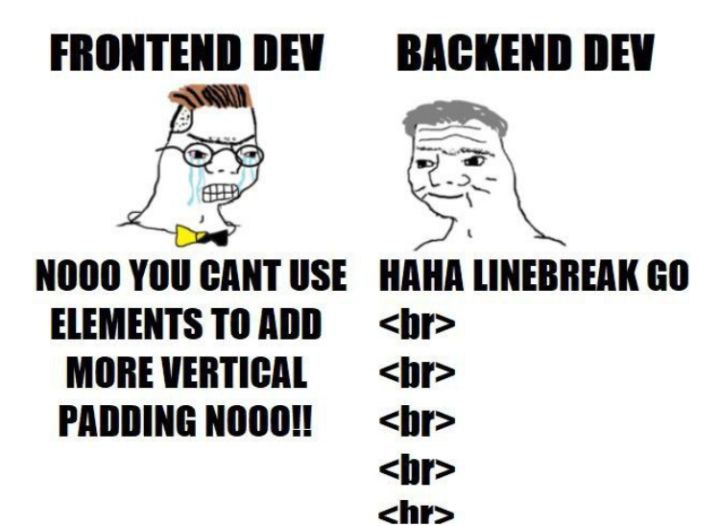 FRONTEND DEV
NOOO YOU CANT USE
ELEMENTS TO ADD
MORE VERTICAL
PADDING NOOO!!
BACKEND DEV
HAHA LINEBREAK GO
<br>
<br>
<br>
<br>
<br>